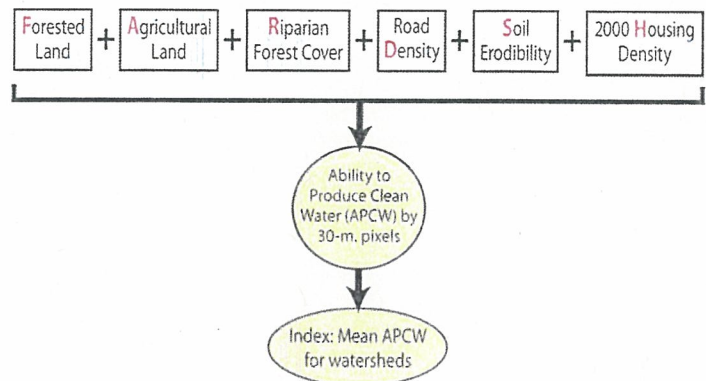 Forested
Land
+
Agricultural
Land
+
Riparian
Forest Cover
+
Road
Density
+
Soil
Erodibility
+
2000 Housing
Density
Ability to
Produce Clean
Water (APCW) by
30-m. pixels
Index: Mean APCW
for watersheds